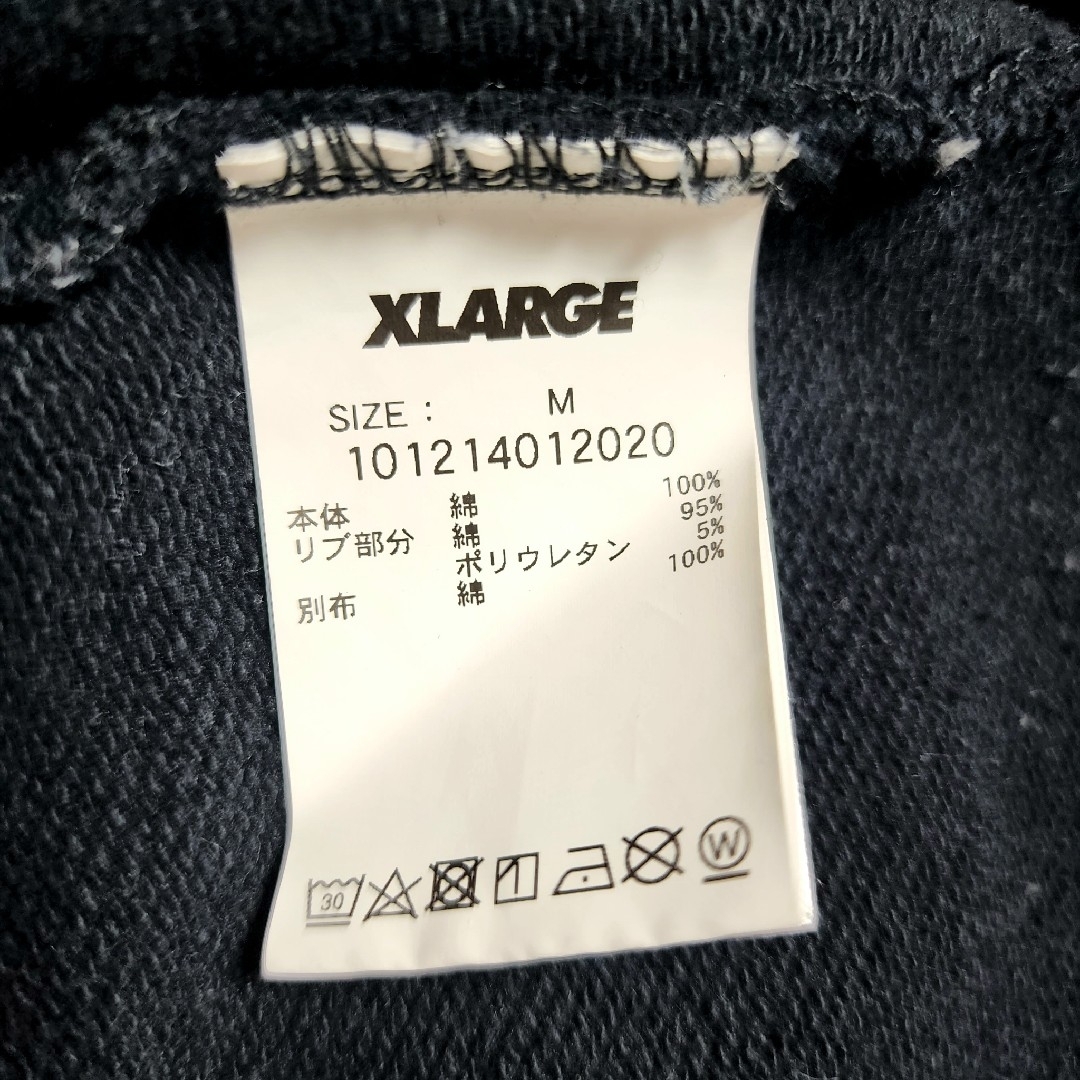 XLARGE
SIZE : M
101214012020
本体 綿 100%
リブ部分 綿 95%
ポリウレタン 5%
別布 綿 100%
30 W